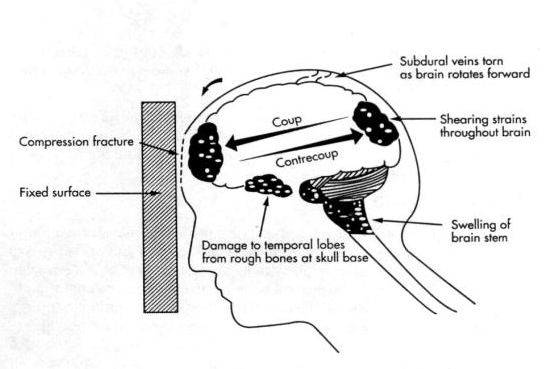 Subdural veins torn
as brain rotates forward
Coup
Shearing strains
throughout brain
Compression fracture
Contrecoup
Fixed surface
Swelling of
brain stem
Damage to temporal lobes
from rough bones at skull base